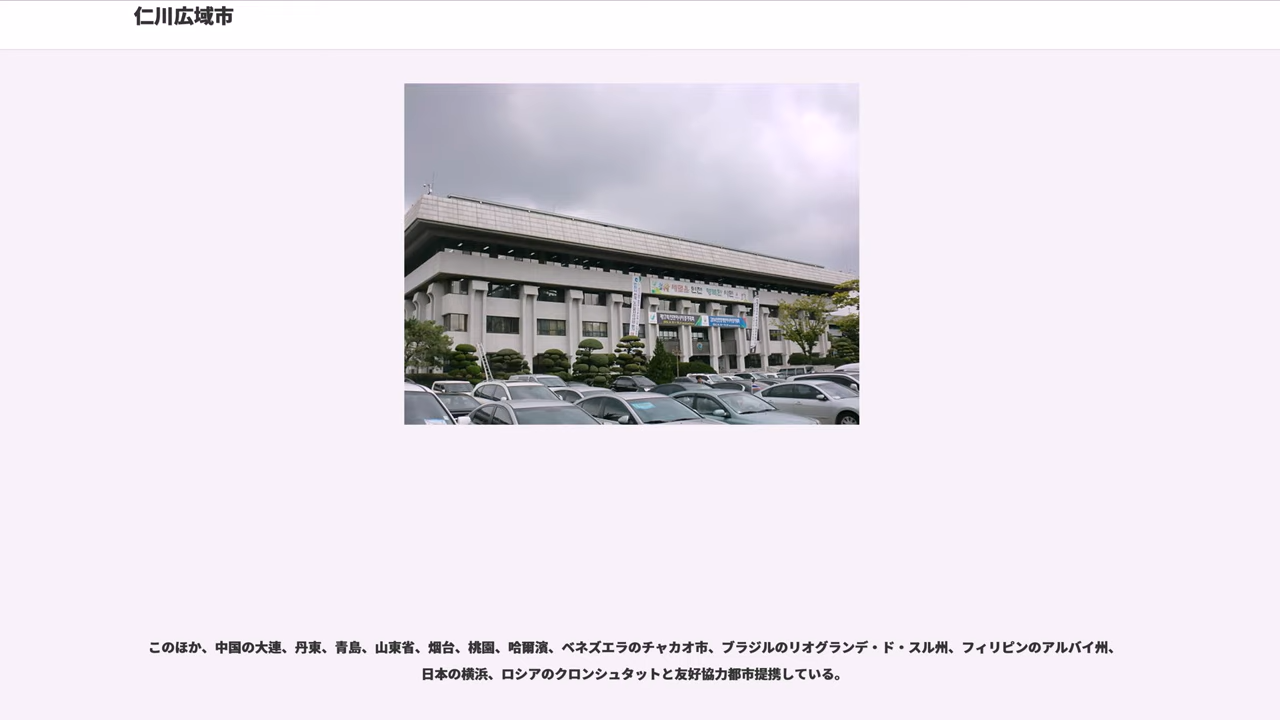 仁川広域市
このほか、中国の大連、丹東、青島、山東省、烟台、桃園、哈爾濱、ベネズエラのチャカオ市、ブラジルのリオグランデ・ド・スル州、フィリピンのアルバイ州、
日本の横浜、ロシアのクロンシュタットと友好協力都市提携している。